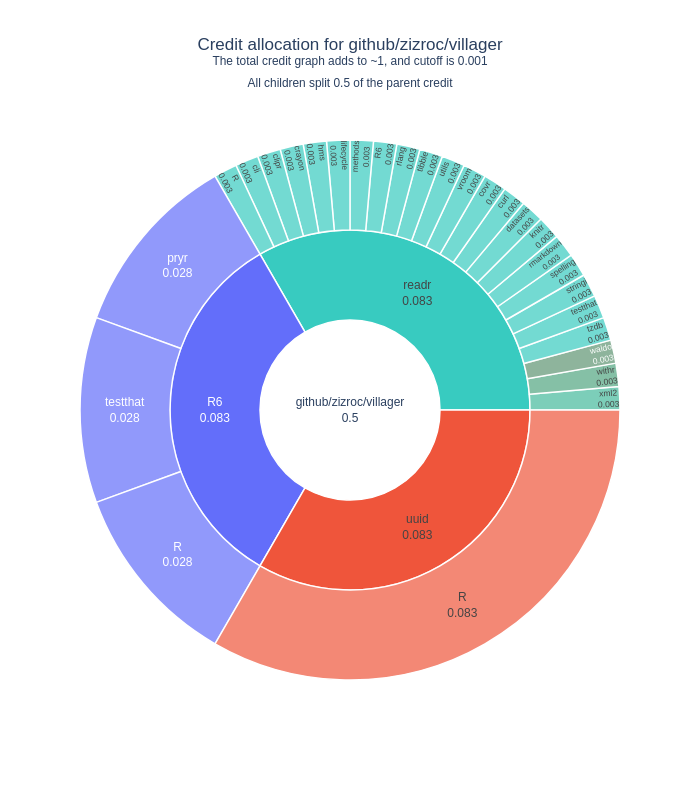 Credit allocation for github/zizroc/villager
The total credit graph adds to ~1, and cutoff is 0.001
All children split 0.5 of the parent credit
github/zizroc/villager
0.5
readr
0.083
R6
0.083
uuid
0.083
pryr
0.028
testthat
0.028
R
0.028
R
0.083
R
0.003
cli
0.003
clipr
0.003
crayon
0.003
hms
0.003
lifecycle
0.003
methods
0.003
R6
0.003
rlang
0.003
tibble
0.003
utils
0.003
vroom
0.003
covr
0.003
curl
0.003
datasets
0.003
knitr
0.003
rmarkdown
0.003
spelling
0.003
stringi
0.003
testthat
0.003
tzdb
0.003
waldo
0.003
withr
0.003
xml2
0.003